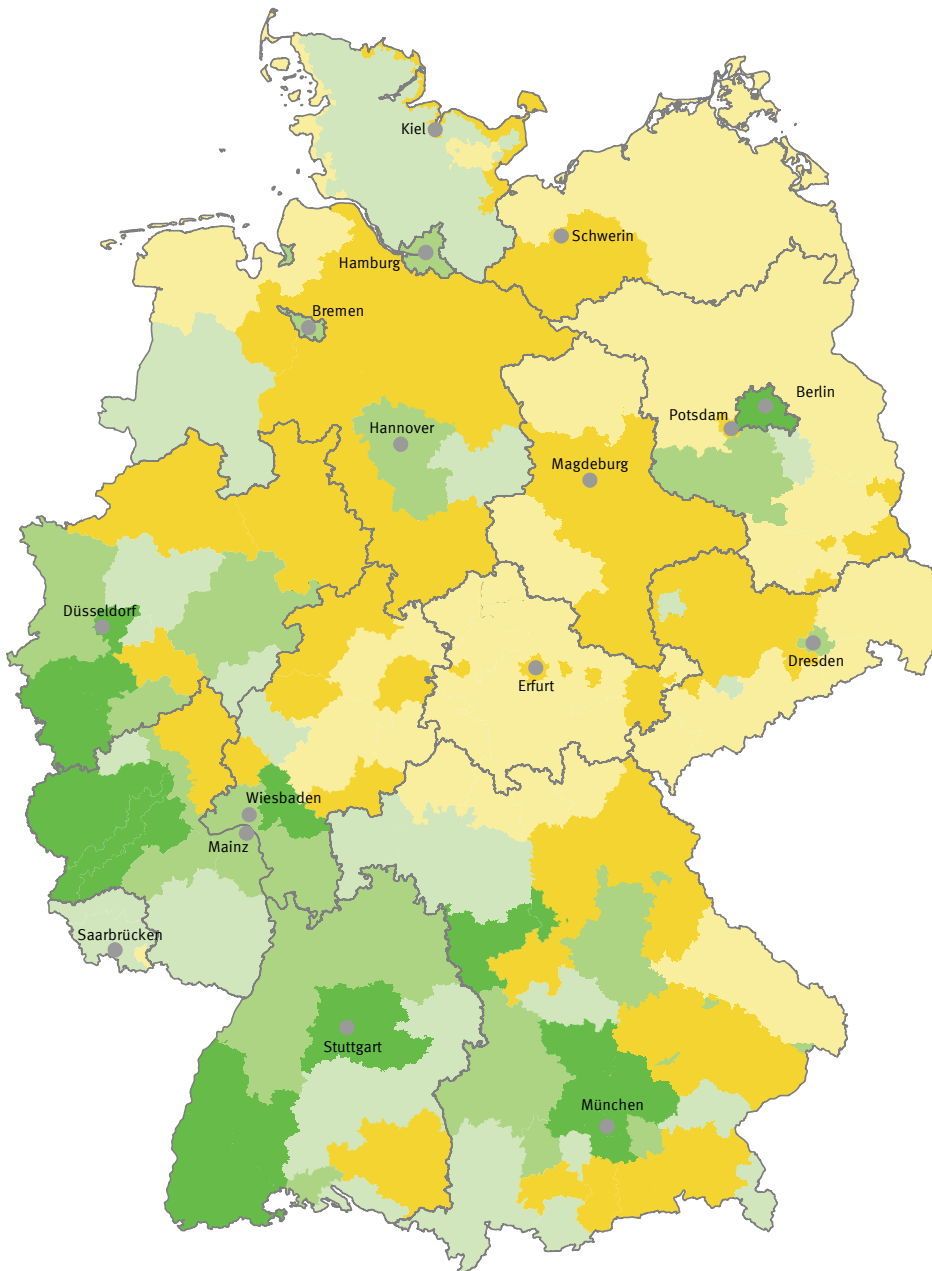 Kiel
Schwerin
Hamburg
Bremen
Berlin
Potsdam
Hannover
Magdeburg
Düsseldorf
Dresden
Erfurt
Wiesbaden
Mainz
Saarbrücken
Stuttgart
München